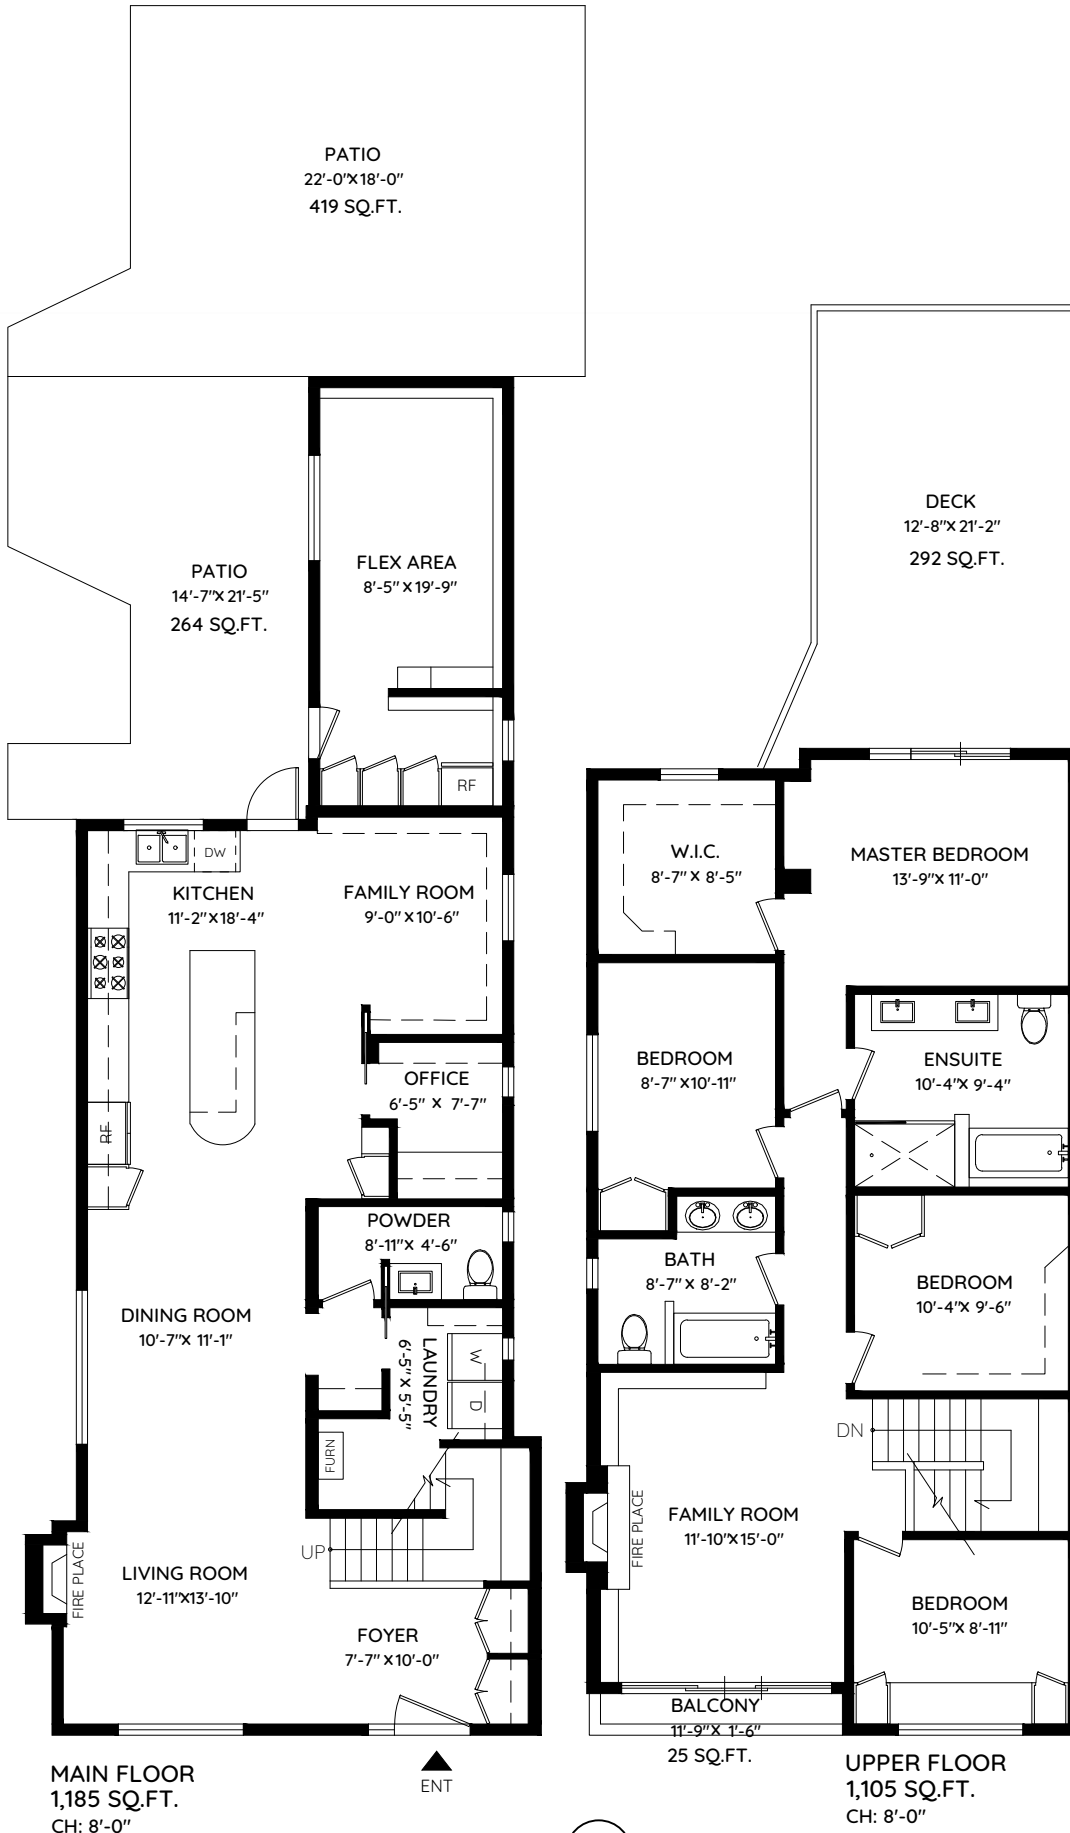 PATIO
22'-0"X18'-0"
419 SQ.FT.
PATIO
14'-7"X 21'-5"
264 SQ.FT.
FLEX AREA
8'-5" X 19'-9"
RF
DW
KITCHEN
11'-2"X18'-4"
FAMILY ROOM
9'-0"X10'-6"
OFFICE
6'-5" X 7'-7"
RF
POWDER
8'-11"X 4'-6"
DINING ROOM
10'-7"X 11'-1"
LAUNDRY
6'-5"X 5'-5"
W
D
FURN
UP
FIRE PLACE
LIVING ROOM
12'-11"X13'-10"
FOYER
7'-7"X10'-0"
ENT
MAIN FLOOR
1,185 SQ.FT.
CH: 8'-0"
DECK
12'-8"X 21'-2"
292 SQ.FT.
W.I.C.
8'-7" X 8'-5"
MASTER BEDROOM
13'-9"X 11'-0"
BEDROOM
8'-7" X10'-11"
ENSUITE
10'-4"X 9'-4"
BATH
8'-7" X 8'-2"
BEDROOM
10'-4"X 9'-6"
DN
FAMILY ROOM
11'-10"X15'-0"
FIRE PLACE
BEDROOM
10'-5"X 8'-11"
BALCONY
11'-9"X 1'-6"
25 SQ.FT.
UPPER FLOOR
1,105 SQ.FT.
CH: 8'-0"